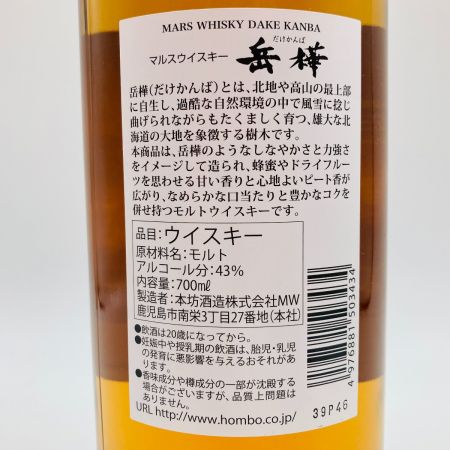 MARS WHISKY DAKE KANBA
だけかんば
マルスウイスキー 岳樺
岳樺(だけかんば)とは、北地や高山の最上部
に自生し、過酷な自然環境の中で風雪に捻じ
曲げられながらもたくましく育つ、雄大な北
海道の大地を象徴する樹木です。
本商品は、岳樺のようなしなやかさと力強さ
をイメージして造られ、蜂蜜やドライフルー
ツを思わせる甘い香りと心地よいピート香が
広がり、なめらかな口当たりと豊かなコクを
併せ持つモルトウイスキーです。
品目:ウイスキー
原材料名:モルト
アルコール分:43%
内容量:700㎖
製造者:本坊酒造株式会社MW
鹿児島市南栄3丁目27番地(本社)
●飲酒は20歳になってから。
●妊娠中や授乳期の飲酒は、胎児・乳児
の発育に悪影響を与えるおそれがあ
ります。
●香味成分や樽成分の一部が沈殿する
場合がございますが、品質上問題は
ありません。
URL http://www.hombo.co.jp/
4 976881 503434
39P46